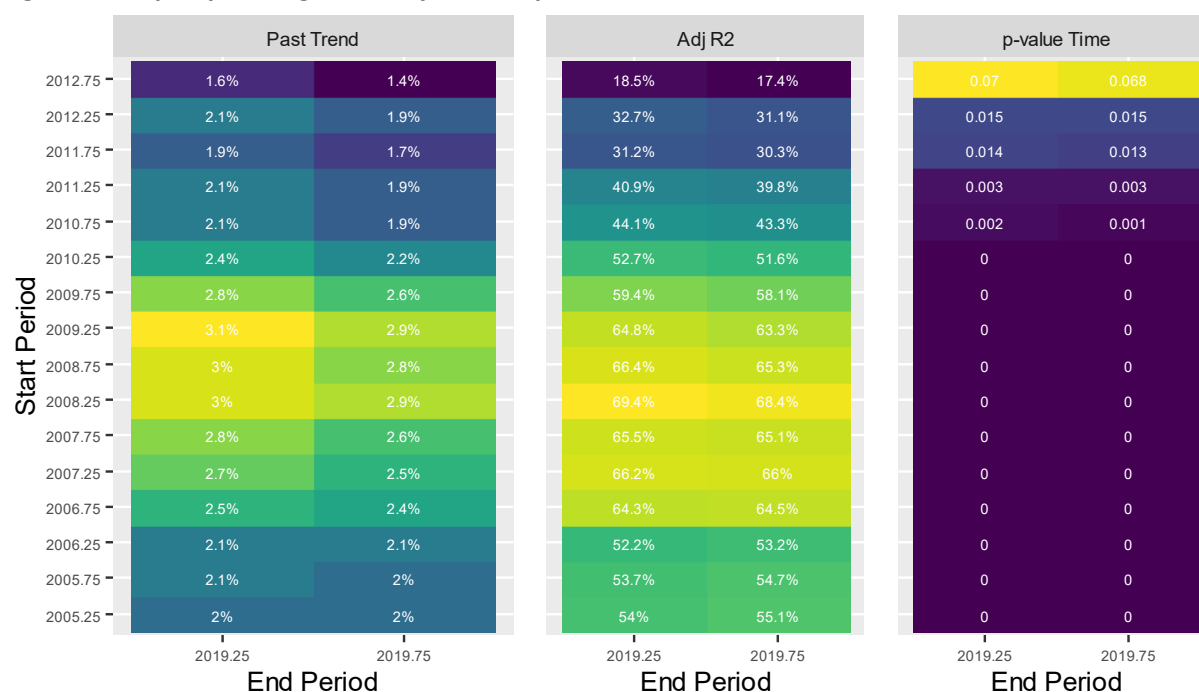 Past Trend Adj R2 p-value Time
2012.75 1.6% 1.4% 18.5% 17.4% 0.07 0.068
2012.25 2.1% 1.9% 32.7% 31.1% 0.015 0.015
2011.75 1.9% 1.7% 31.2% 30.3% 0.014 0.013
2011.25 2.1% 1.9% 40.9% 39.8% 0.003 0.003
2010.75 2.1% 1.9% 44.1% 43.3% 0.002 0.001
2010.25 2.4% 2.2% 52.7% 51.6% 0 0
2009.75 2.8% 2.6% 59.4% 58.1% 0 0
2009.25 3.1% 2.9% 64.8% 63.3% 0 0
2008.75 3% 2.8% 66.4% 65.3% 0 0
2008.25 3% 2.9% 69.4% 68.4% 0 0
2007.75 2.8% 2.6% 65.5% 65.1% 0 0
2007.25 2.7% 2.5% 66.2% 66% 0 0
2006.75 2.5% 2.4% 64.3% 64.5% 0 0
2006.25 2.1% 2.1% 52.2% 53.2% 0 0
2005.75 2.1% 2% 53.7% 54.7% 0 0
2005.25 2% 2% 54% 55.1% 0 0
Start Period
2019.25 2019.75 2019.25 2019.75 2019.25 2019.75
End Period End Period End Period